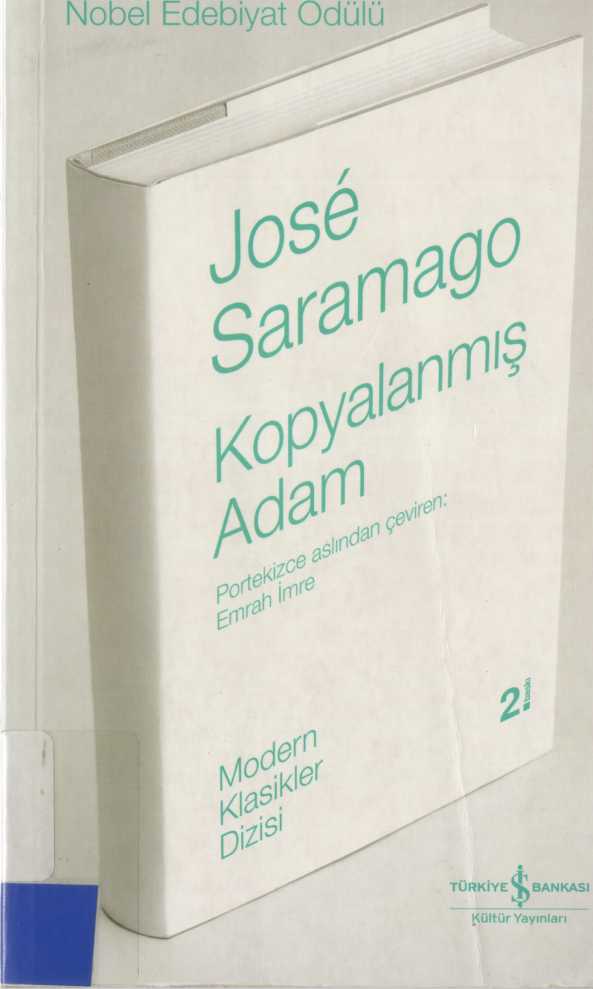 Nobel Edebiyat Ödülü
José
Saramago
Kopyalanmış
Adam
Portekizce aslından çeviren:
Emrah İmre
2. baskı
Modern
Klasikler
Dizisi
TÜRKİYE İŞ BANKASI
Kültür Yayınları